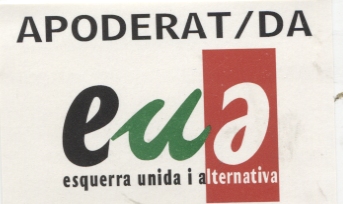 APODERAT/DA
eua
esquerra unida i alternativa